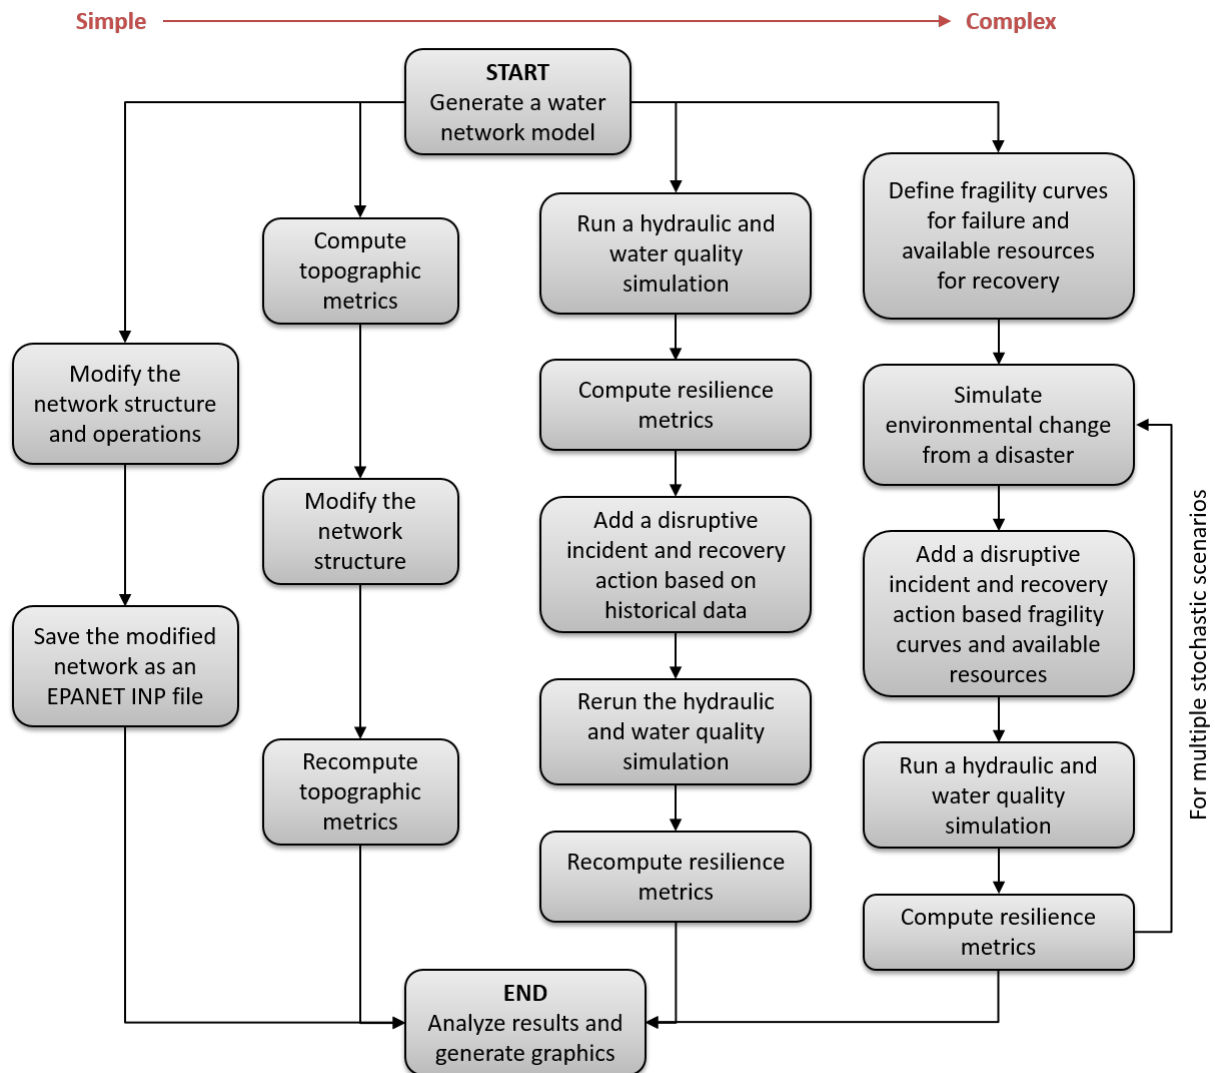 Simple
Complex
START
Generate a water
network model
Modify the
network structure
and operations
Save the modified
network as an
EPANET INP file
Compute
topographic
metrics
Modify the
network
structure
Recompute
topographic
metrics
Run a hydraulic and
water quality
simulation
Compute resilience
metrics
Add a disruptive
incident and recovery
action based on
historical data
Rerun the hydraulic
and water quality
simulation
Recompute resilience
metrics
Define fragility curves
for failure and
available resources
for recovery
Simulate
environmental change
from a disaster
Add a disruptive
incident and recovery
action based fragility
curves and available
resources
Run a hydraulic and
water quality
simulation
Compute resilience
metrics
For multiple stochastic scenarios
END
Analyze results and
generate graphics